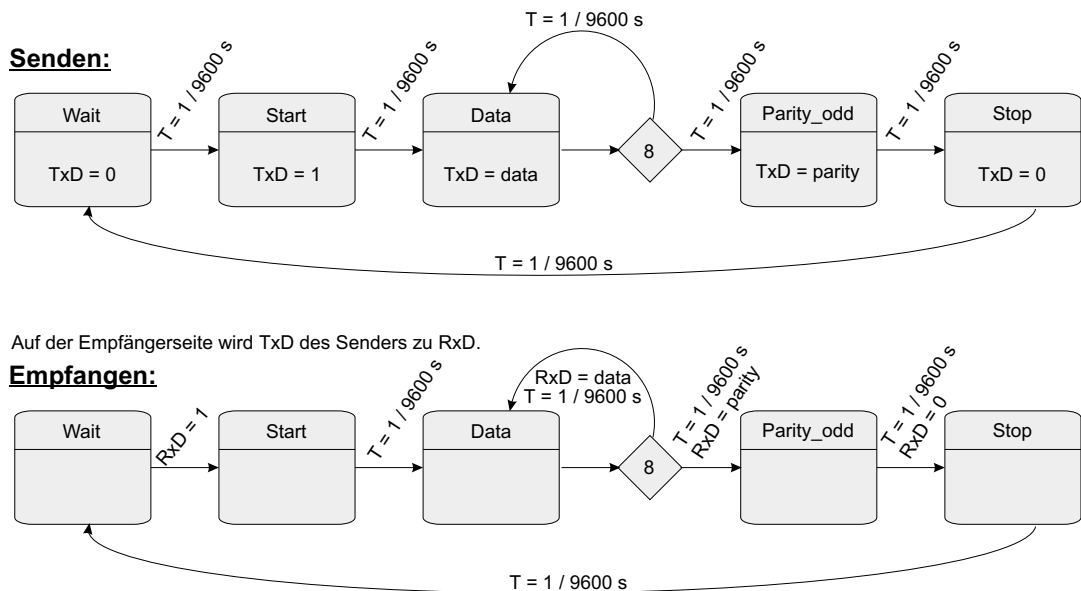 T = 1 / 9600 s
Senden:
T = 1 / 9600 s
T = 1 / 9600 s
T = 1 / 9600 s
T = 1 / 9600 s
Wait
Start
Data
Parity_odd
Stop
8
TxD = 0
TxD = 1
TxD = data
TxD = parity
TxD = 0
T = 1 / 9600 s
Auf der Empfängerseite wird TxD des Senders zu RxD.
Empfangen:
RxD = 1
T = 1 / 9600 s
RxD = data
T = 1 / 9600 s
T = 1 / 9600 s
RxD = parity
T = 1 / 9600 s
RxD = 0
Wait
Start
Data
Parity_odd
Stop
8
T = 1 / 9600 s